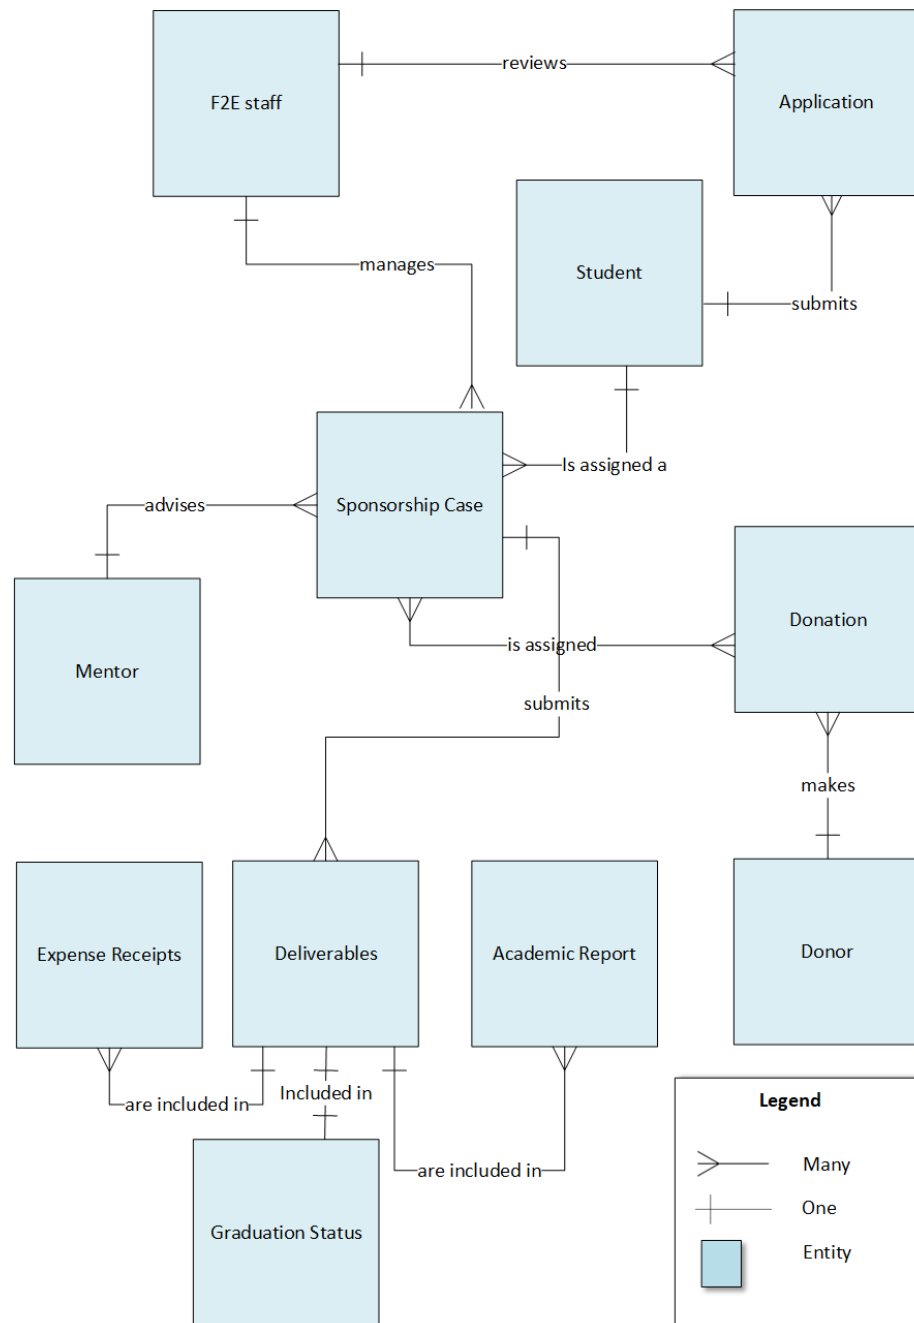 reviews
F2E staff
Application
manages
Student
submits
Is assigned a
advises
Sponsorship Case
Donation
is assigned
Mentor
submits
makes
Expense Receipts
Deliverables
Academic Report
Donor
Included in
are included in
Legend
are included in
Many
One
Graduation Status
Entity